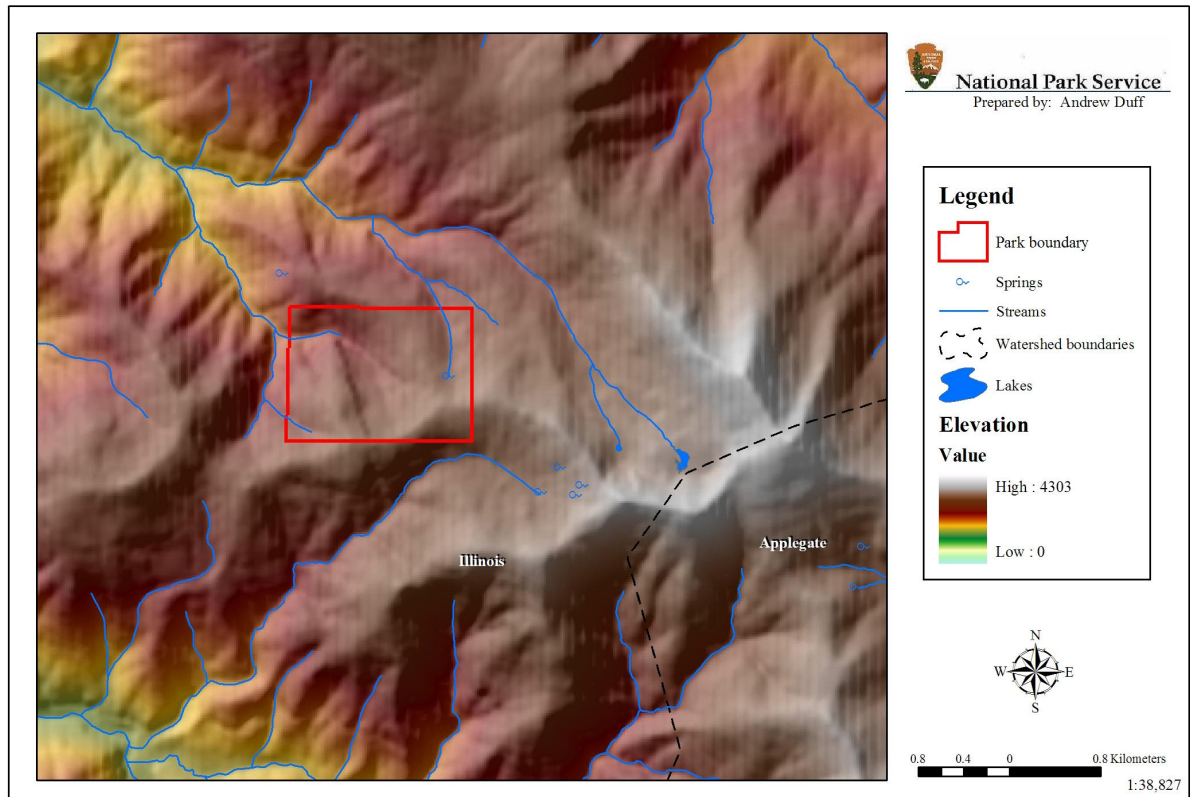 National Park Service
Prepared by: Andrew Duff
Legend
Park boundary
Springs
Streams
Watershed boundaries
Lakes
Elevation
Value
High : 4303
Low : 0
Applegate
Illinois
N
W E
S
0.8 0.4 0 0.8 Kilometers
1:38,827